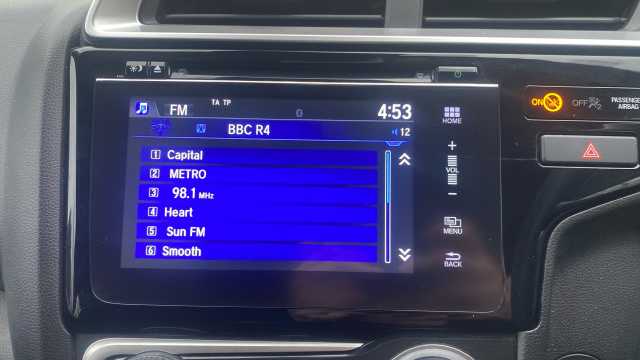 FM
TA TP
4:53
BBC R4
12
1 Capital
2 METRO
3 98.1 MHz
4 Heart
5 Sun FM
6 Smooth
HOME
+
VOL
−
MENU
BACK
ON OFF PASSENGER
AIRBAG